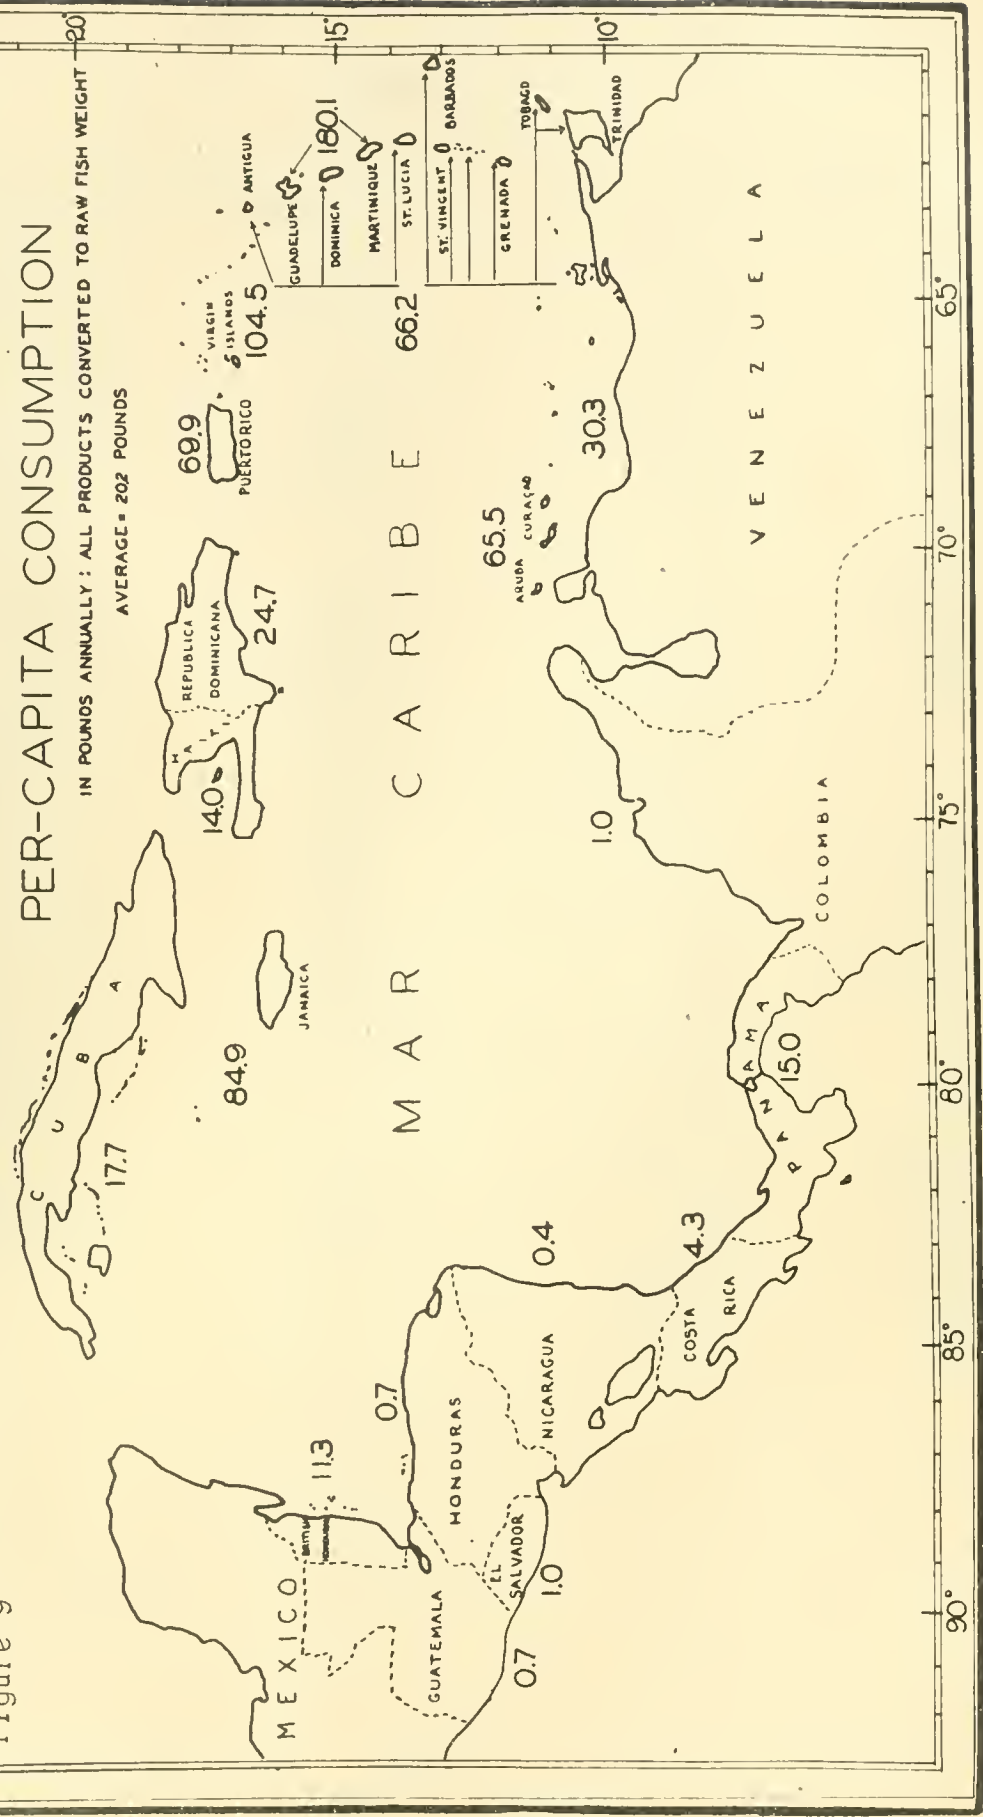 Figure 9
PER-CAPITA CONSUMPTION
IN POUNDS ANNUALLY : ALL PRODUCTS CONVERTED TO RAW FISH WEIGHT
AVERAGE = 20.2 POUNDS
20°
15°
10°
CUBA
17.7
84.9
JAMAICA
HAITI
14.0
REPUBLICA
DOMINICANA
24.7
69.9
PUERTO RICO
VIRGIN
ISLANDS
104.5
ANTIGUA
GUADELUPE
180.1
DOMINICA
MARTINIQUE
ST. LUCIA
66.2
BARBADOS
ST. VINCENT
GRENADA
TOBAGO
TRINIDAD
MAR CARIBE
MEXICO
BRITISH
HONDURAS
11.3
0.7
HONDURAS
GUATEMALA
0.7
EL
SALVADOR
1.0
NICARAGUA
0.4
COSTA
RICA
4.3
PANAMA
15.0
1.0
COLOMBIA
65.5
ARUBA
CURAÇAO
30.3
VENEZUELA
90°
85°
80°
75°
70°
65°